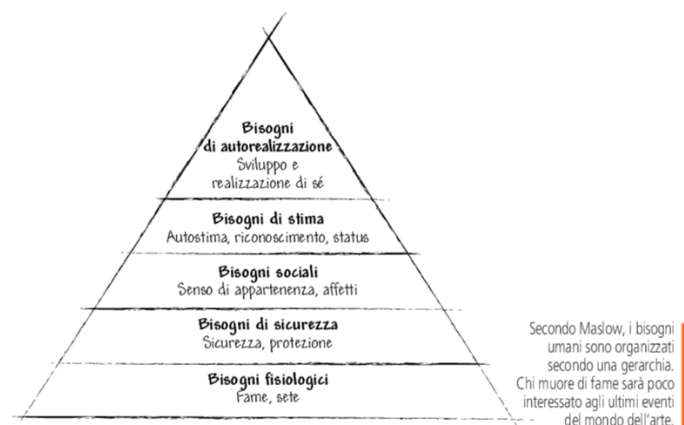 Bisogni
di autorealizzazione
Sviluppo e
realizzazione di sé
Bisogni di stima
Autostima, riconoscimento, status
Bisogni sociali
Senso di appartenenza, affetti
Bisogni di sicurezza
Sicurezza, protezione
Bisogni fisiologici
Fame, sete
Secondo Maslow, i bisogni
umani sono organizzati
secondo una gerarchia.
Chi muore di fame sarà poco
interessato agli ultimi eventi
del mondo dell'arte.